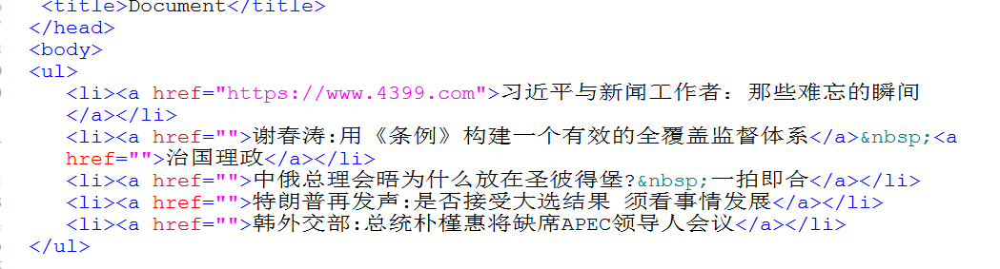 <title>Document</title>
</head>
<body>
<ul>
<li><a href="https://www.4399.com">习近平与新闻工作者：那些难忘的瞬间
</a></li>
<li><a href="">谢春涛:用《条例》构建一个有效的全覆盖监督体系</a>&nbsp;<a
href="">治国理政</a></li>
<li><a href="">中俄总理会晤为什么放在圣彼得堡?&nbsp;一拍即合</a></li>
<li><a href="">特朗普再发声:是否接受大选结果 须看事情发展</a></li>
<li><a href="">韩外交部:总统朴槿惠将缺席APEC领导人会议</a></li>
</ul>